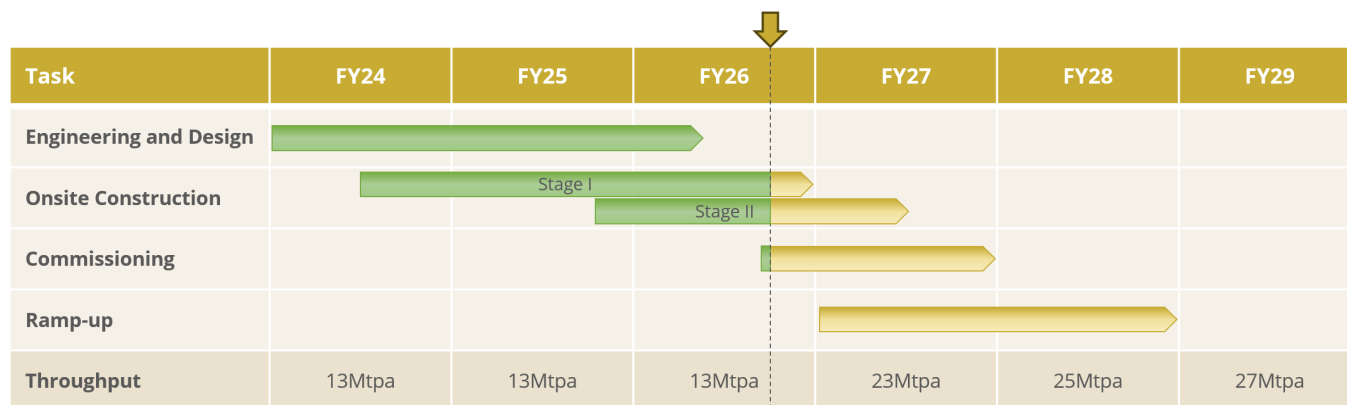 Task FY24 FY25 FY26 FY27 FY28 FY29
Engineering and Design
Stage I
Onsite Construction
Stage II
Commissioning
Ramp-up
Throughput 13Mtpa 13Mtpa 13Mtpa 23Mtpa 25Mtpa 27Mtpa